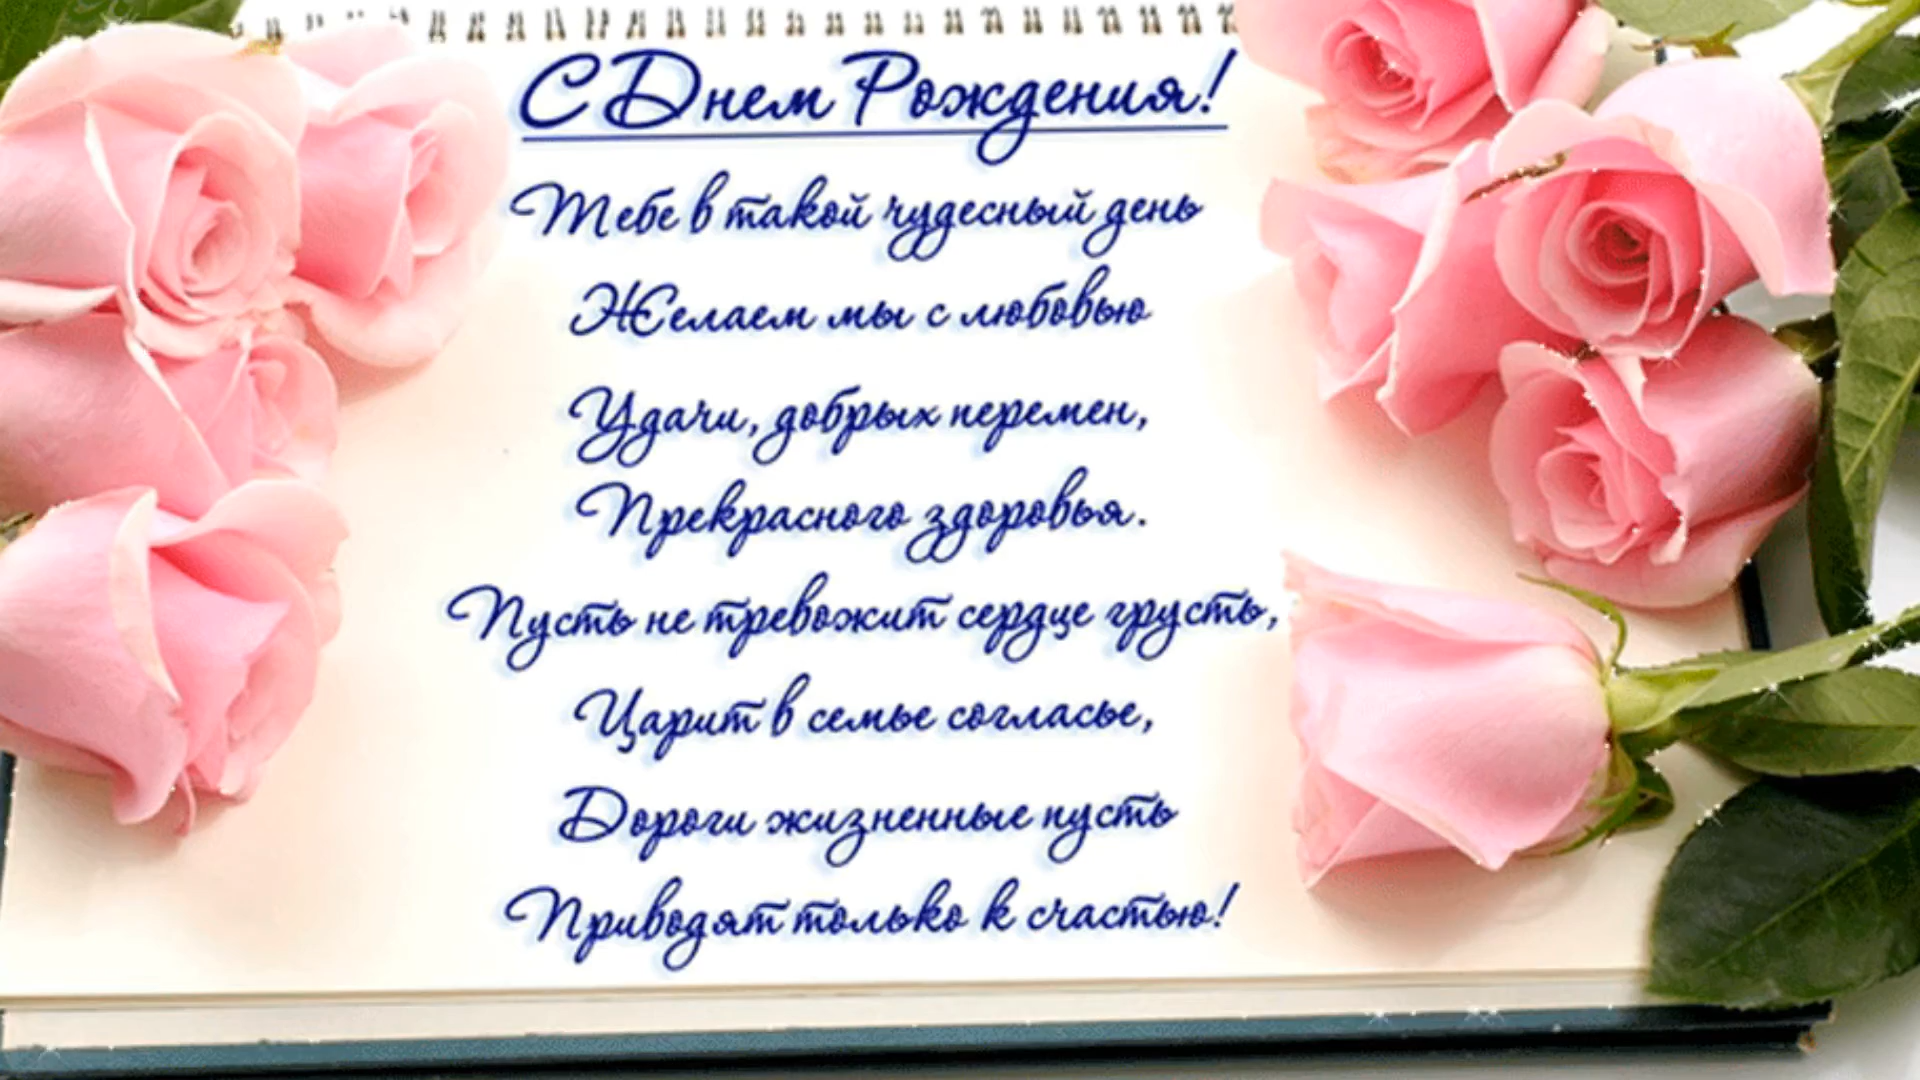 С Днем Рождения!
Тебе в такой чудесный день
Желаем мы с любовью
Удачи, добрых перемен,
Прекрасного здоровья.
Пусть не тревожит сердце грусть,
Царит в семье согласье,
Дороги жизненные пусть
Приводят только к счастью!